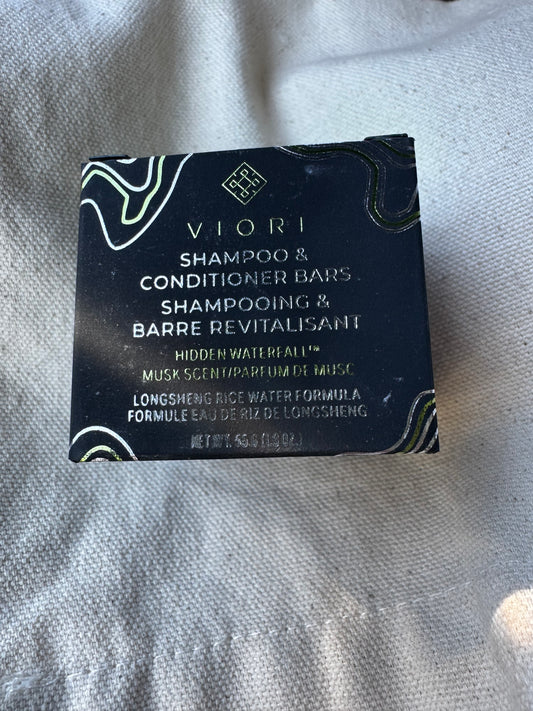 VIORI
SHAMPOO &
CONDITIONER BARS
SHAMPOOING &
BARRE REVITALISANT
HIDDEN WATERFALL™
MUSK SCENT/PARFUM DE MUSC
LONGSHENG RICE WATER FORMULA
FORMULE EAU DE RIZ DE LONGSHENG
NET WT.